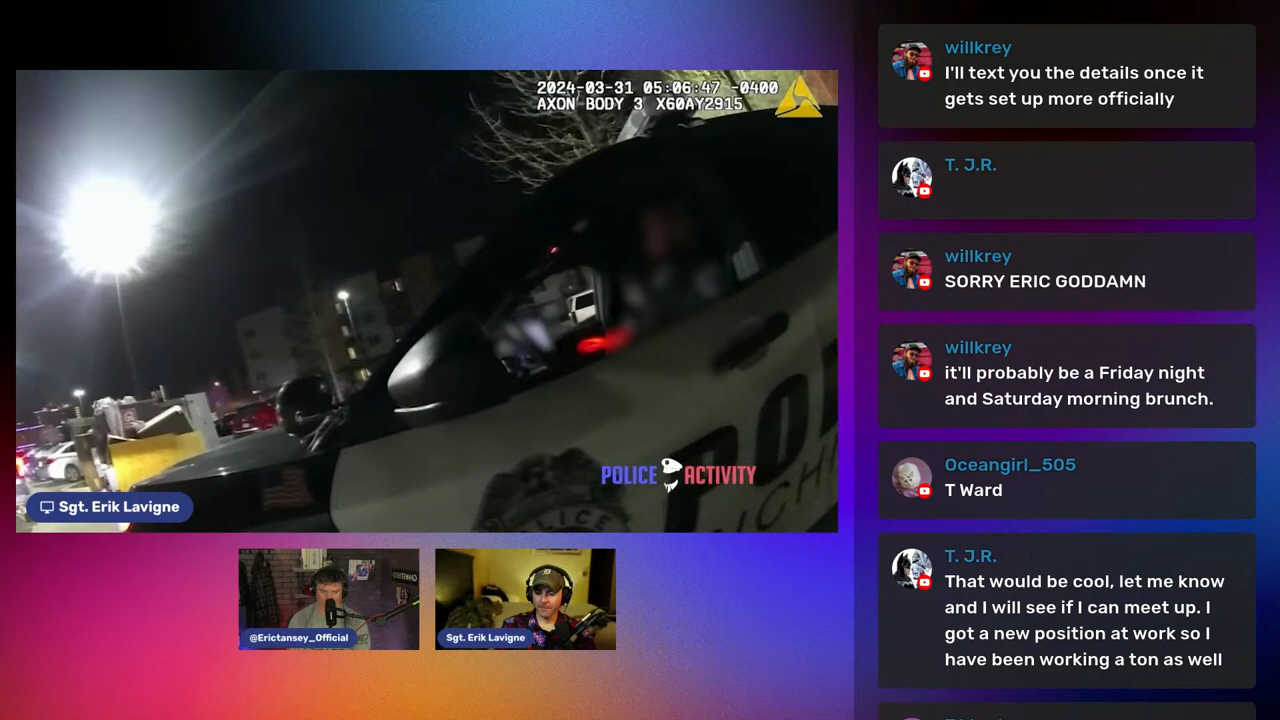 2024-03-31 05:06:47 -0400
AXON BODY 3 X60AY2915
POLICE ACTIVITY
Sgt. Erik Lavigne
@Erictansey_Official
Sgt. Erik Lavigne
willkrey
I'll text you the details once it
gets set up more officially
T. J.R.
willkrey
SORRY ERIC GODDAMN
willkrey
it'll probably be a Friday night
and Saturday morning brunch.
Oceangirl_505
T Ward
T. J.R.
That would be cool, let me know
and I will see if I can meet up. I
got a new position at work so I
have been working a ton as well